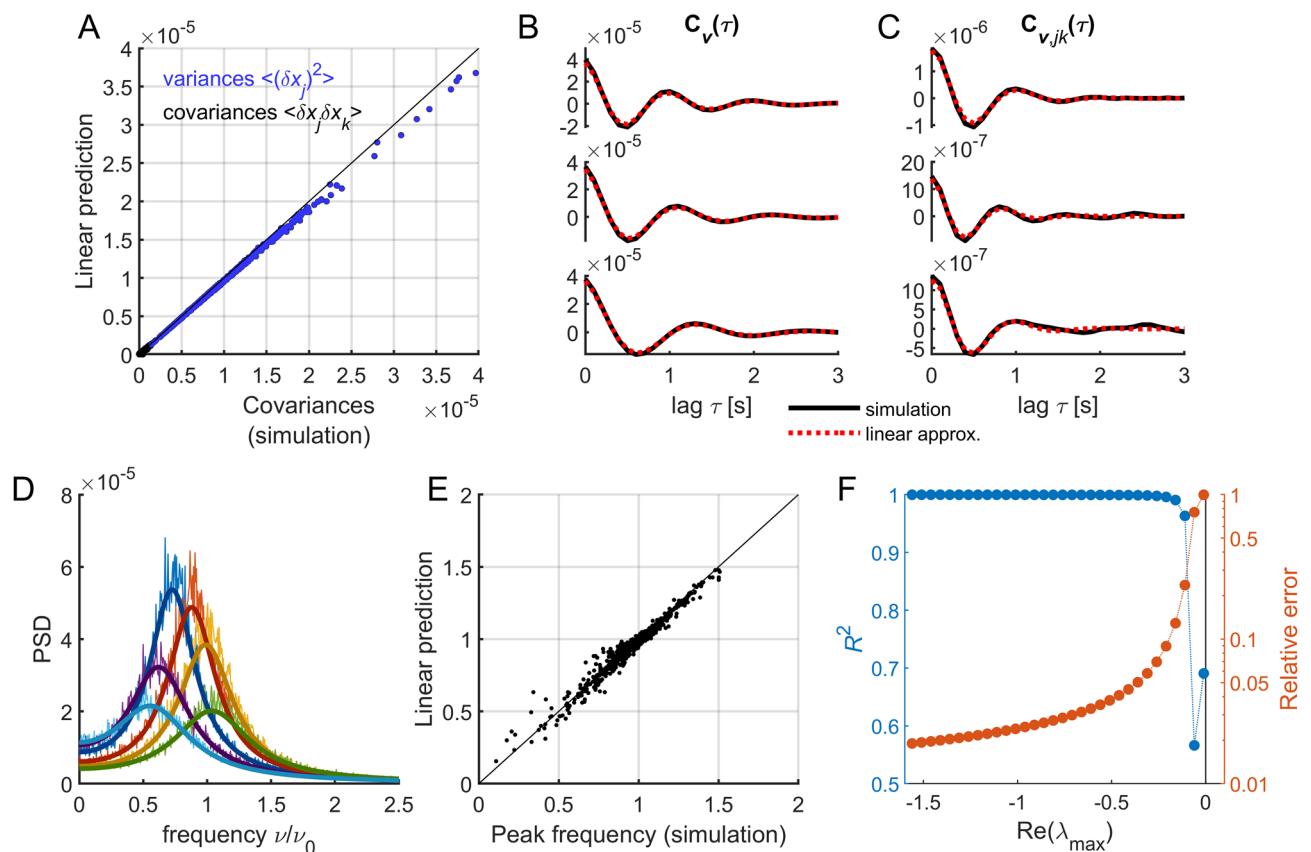 A
×10⁻⁵
4
3.5
3
2.5
2
1.5
1
0.5
0
Linear prediction
variances <(δx_j)²>
covariances <δx_jδx_k>
0 0.5 1 1.5 2 2.5 3 3.5 4
Covariances
(simulation)
×10⁻⁵
B
C_v(τ)
×10⁻⁵
4
2
0
-2
×10⁻⁵
4
2
0
×10⁻⁵
4
2
0
0 1 2 3
lag τ [s]
C
C_v,jk(τ)
×10⁻⁶
1
0
-1
×10⁻⁷
20
10
0
×10⁻⁷
10
5
0
-5
0 1 2 3
lag τ [s]
simulation
linear approx.
D
×10⁻⁵
8
6
4
2
0
PSD
0 0.5 1 1.5 2 2.5
frequency ν/ν₀
E
2
1.5
1
0.5
0
Linear prediction
0 0.5 1 1.5 2
Peak frequency (simulation)
F
1
0.9
0.8
0.7
0.6
0.5
R²
-1.5 -1 -0.5 0
Re(λ_max)
1
0.5
0.1
0.05
0.01
Relative error